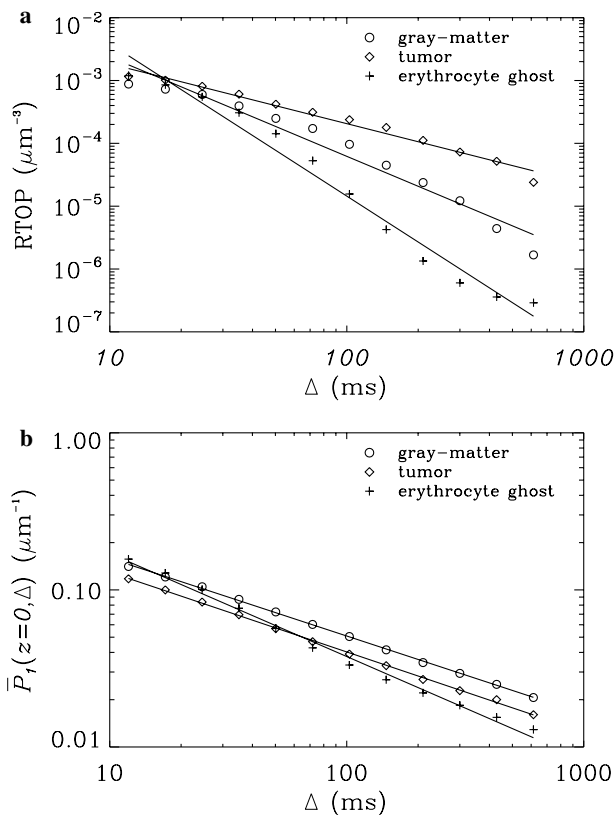 a
10⁻²
10⁻³
10⁻⁴
10⁻⁵
10⁻⁶
10⁻⁷
RTOP (μm⁻³)
gray-matter
tumor
erythrocyte ghost
10
100
1000
Δ (ms)
b
1.00
0.10
0.01
P̅₁(z=0,Δ) (μm⁻¹)
gray-matter
tumor
erythrocyte ghost
10
100
1000
Δ (ms)